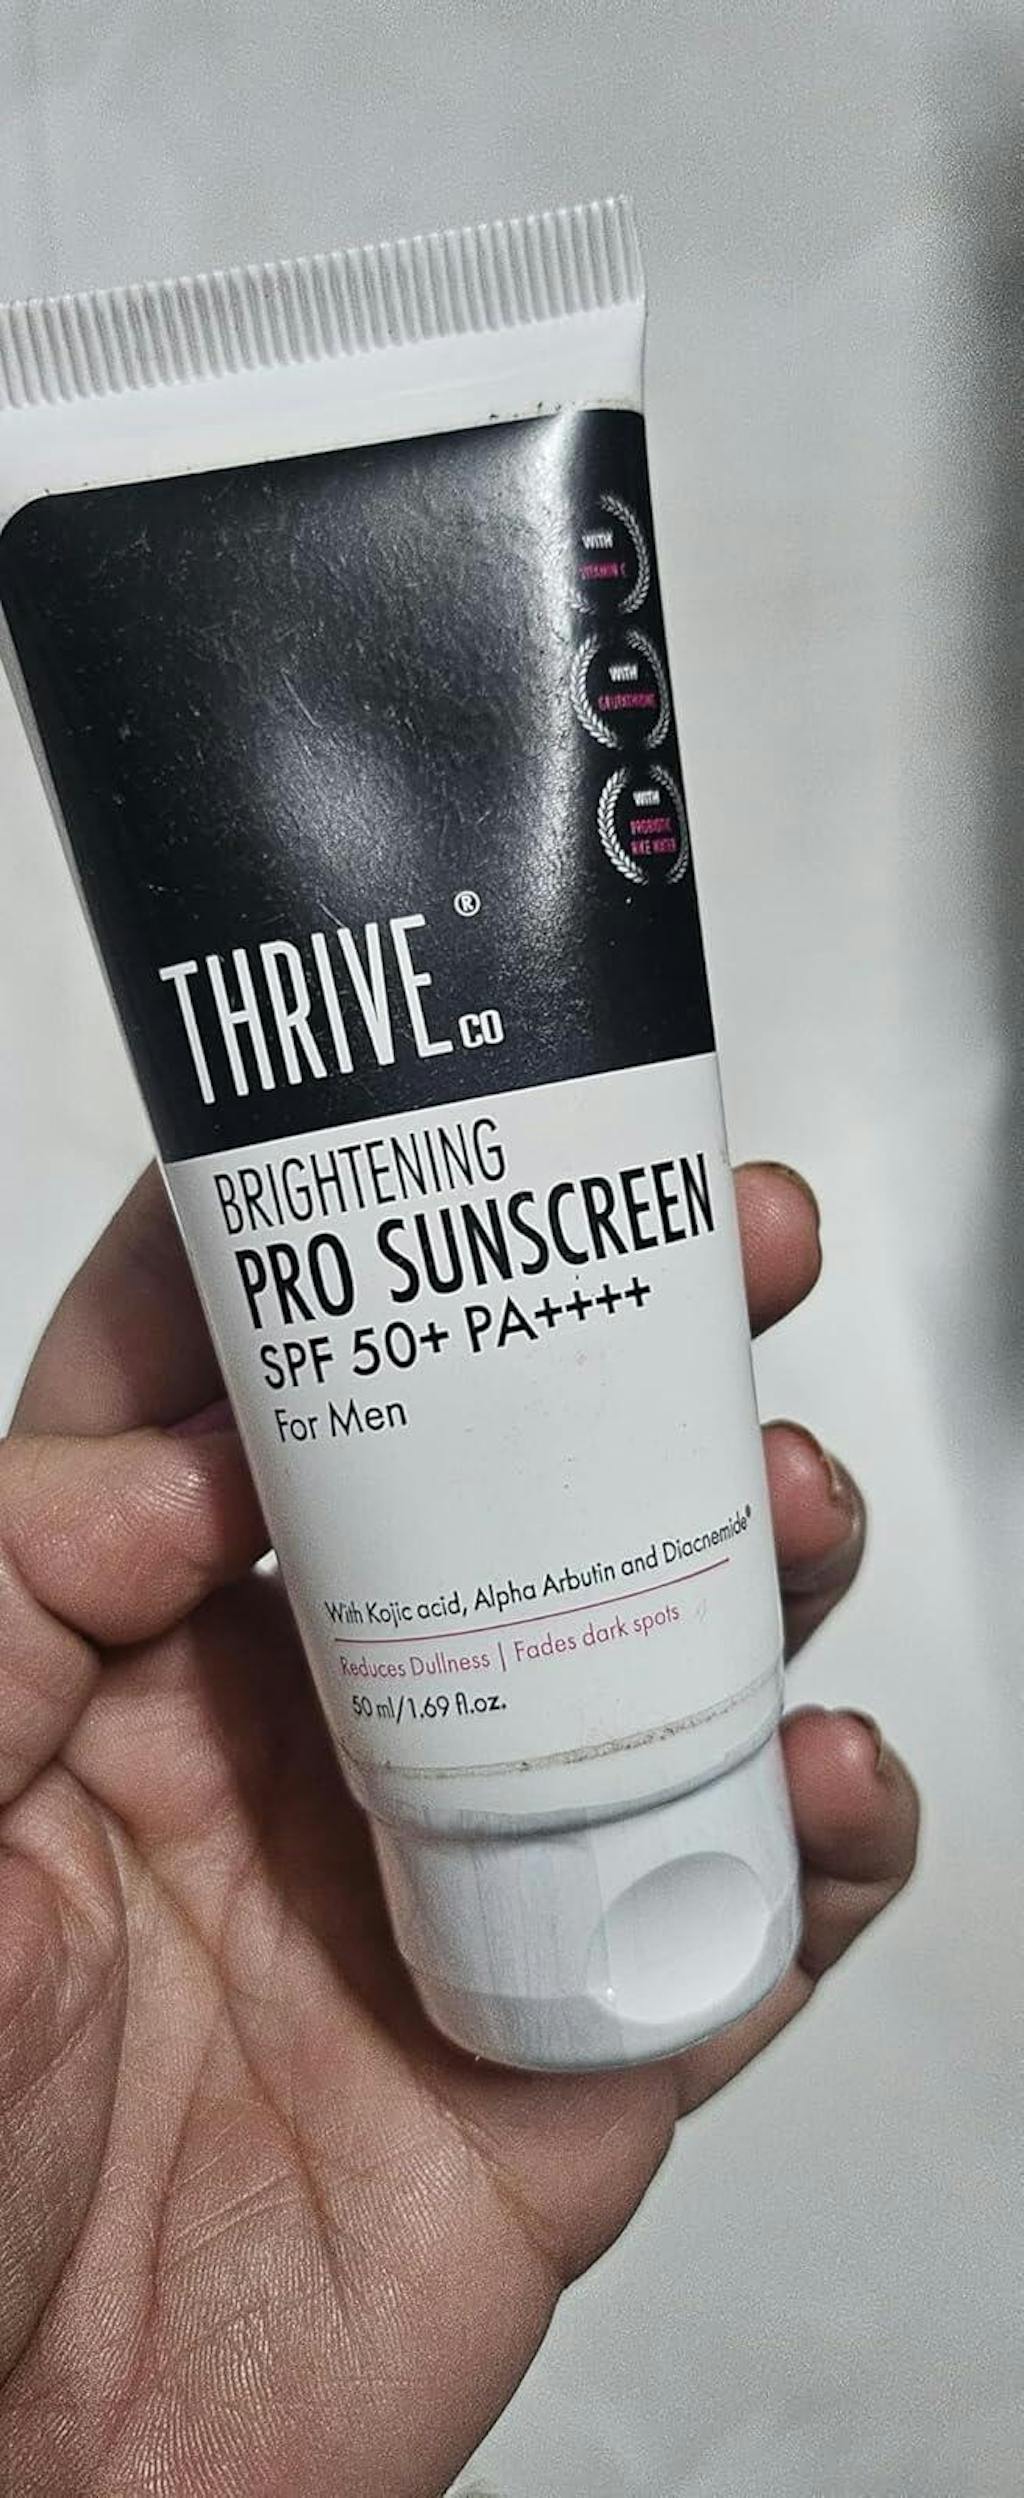 WITH
VITAMIN C
WITH
GLUTATHIONE
WITH
PROBIOTIC
RICE WATER
THRIVE®co
BRIGHTENING
PRO SUNSCREEN
SPF 50+ PA++++
For Men
With Kojic acid, Alpha Arbutin and Diacnemide®
Reduces Dullness | Fades dark spots
50 ml/1.69 fl.oz.